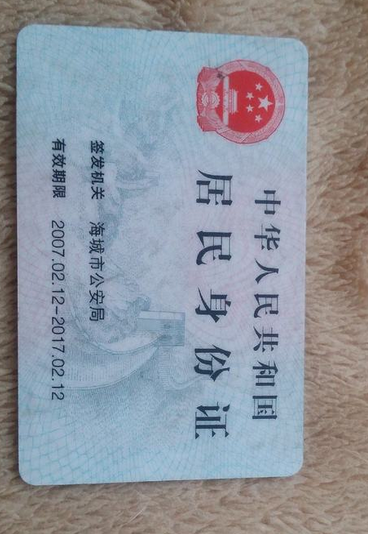 中华人民共和国
居民身份证
签发机关 海城市公安局
有效期限 2007.02.12-2017.02.12